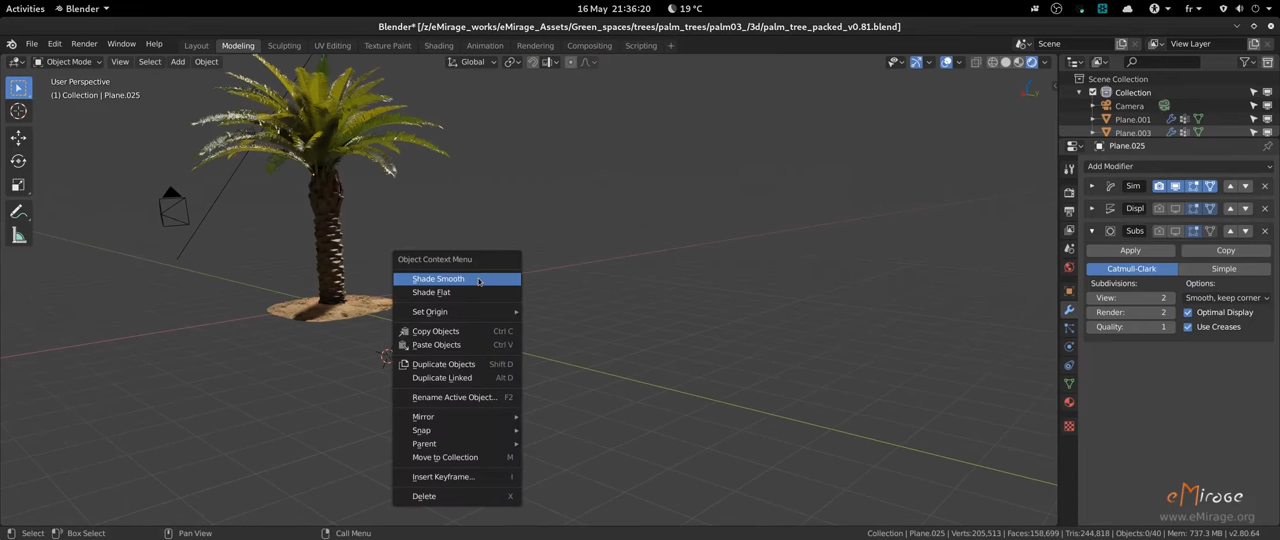 Activities Blender 16 May 21:36:20 19 °C fr
Blender* [/z/eMirage_works/eMirage_Assets/Green_spaces/trees/palm_trees/palm03_/3d/palm_tree_packed_v0.81.blend]
File Edit Render Window Help Layout Modeling Sculpting UV Editing Texture Paint Shading Animation Rendering Compositing Scripting + Scene View Layer
Object Mode View Select Add Object Global
User Perspective
(1) Collection | Plane.025
Scene Collection
Collection
Camera
Plane.001
Plane.003
Plane.025
Add Modifier
Sim
Displ
Subs
Apply Copy
Catmull-Clark Simple
Subdivisions: Options:
View: 2 Smooth, keep corner
Render: 2 Optimal Display
Quality: 1 Use Creases
Object Context Menu
Shade Smooth
Shade Flat
Set Origin
Copy Objects Ctrl C
Paste Objects Ctrl V
Duplicate Objects Shift D
Duplicate Linked Alt D
Rename Active Object... F2
Mirror
Snap
Parent
Move to Collection M
Insert Keyframe... I
Delete X
eMirage
www.eMirage.org
Select Box Select Pan View Call Menu Collection | Plane.025 | Verts:205,513 | Faces:158,699 | Tris:244,818 | Objects:0/40 | Mem: 737.3 MB | v2.80.64